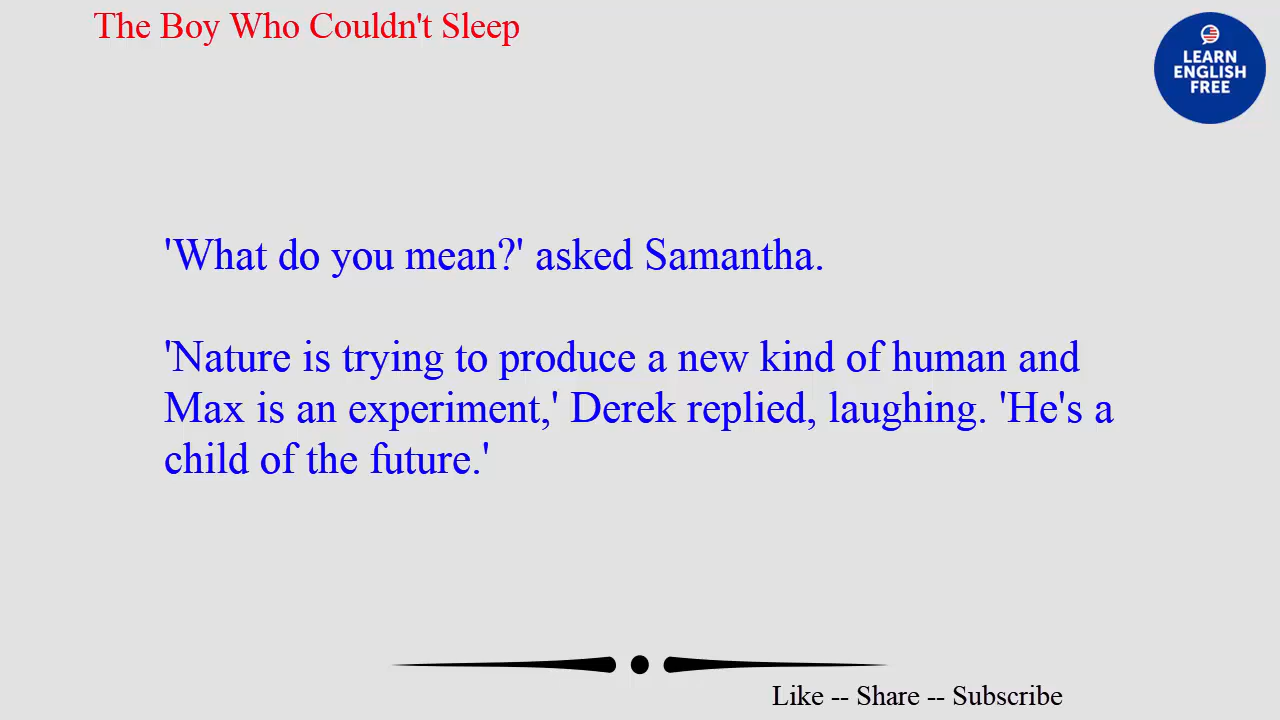 The Boy Who Couldn't Sleep
LEARN
ENGLISH
FREE
'What do you mean?' asked Samantha.
'Nature is trying to produce a new kind of human and
Max is an experiment,' Derek replied, laughing. 'He's a
child of the future.'
Like -- Share -- Subscribe